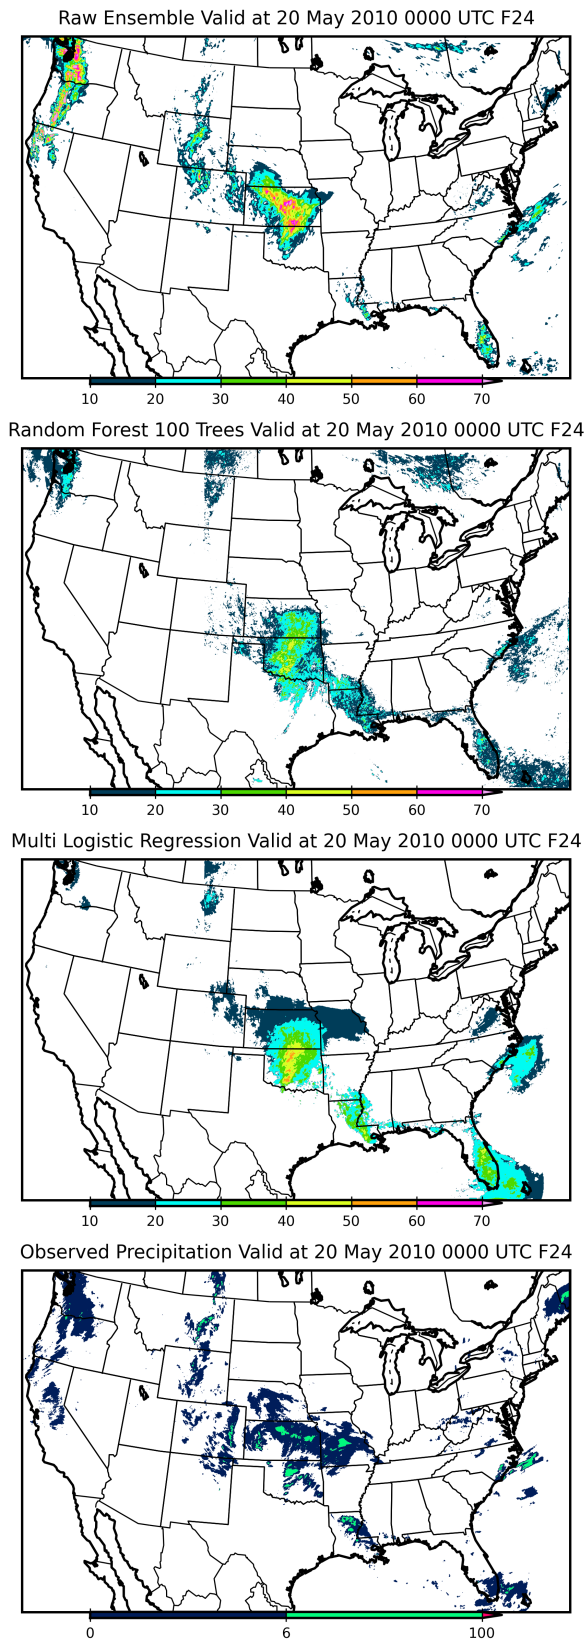 Raw Ensemble Valid at 20 May 2010 0000 UTC F24
10 20 30 40 50 60 70
Random Forest 100 Trees Valid at 20 May 2010 0000 UTC F24
10 20 30 40 50 60 70
Multi Logistic Regression Valid at 20 May 2010 0000 UTC F24
10 20 30 40 50 60 70
Observed Precipitation Valid at 20 May 2010 0000 UTC F24
0 6 100